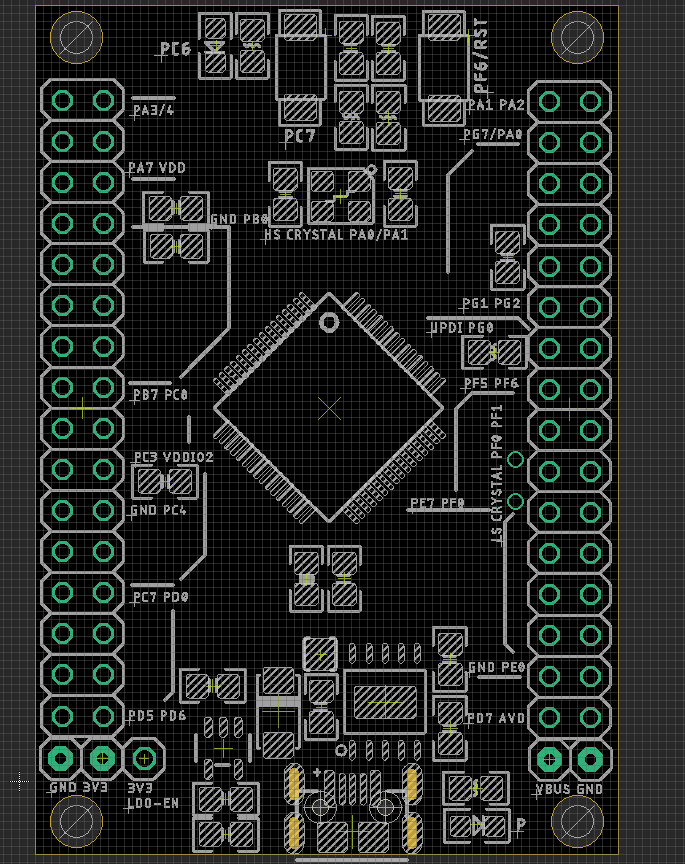 PC6
PF6/RST
PC7
PA3/4
PA1 PA2
PG7/PA0
PA7 VDD
GND PB0
HS CRYSTAL PA0/PA1
PG1 PG2
UPDI PG0
PB7 PC0
PF5 PF6
LS CRYSTAL PF0 PF1
PC3 VDDIO2
GND PC4
PE7 PF0
PC7 PD0
GND PE0
PD5 PD6
PD7 AVD
GND 3V3
3V3
LDO-EN
+
VBUS GND
P